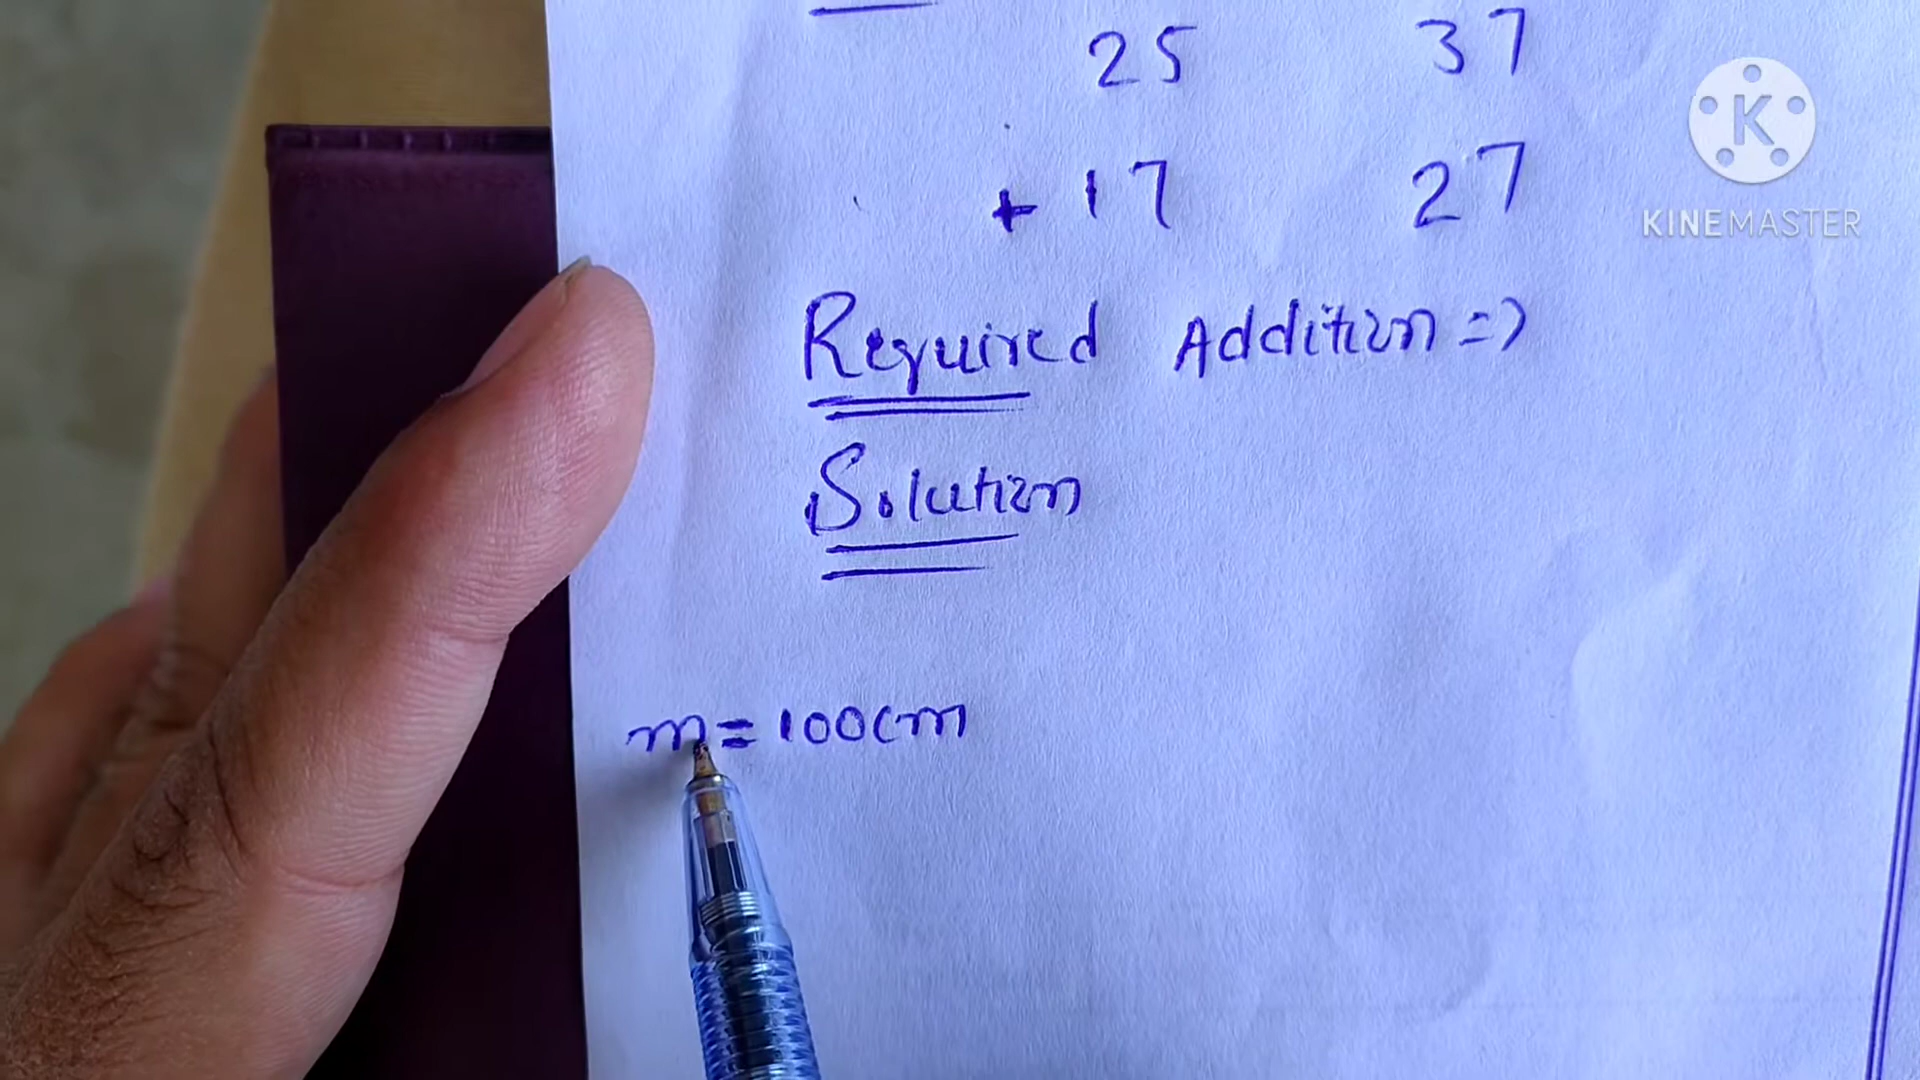 25 37
+ 17 27
K
KINEMASTER
Required Addition =>
Solution
m = 100cm